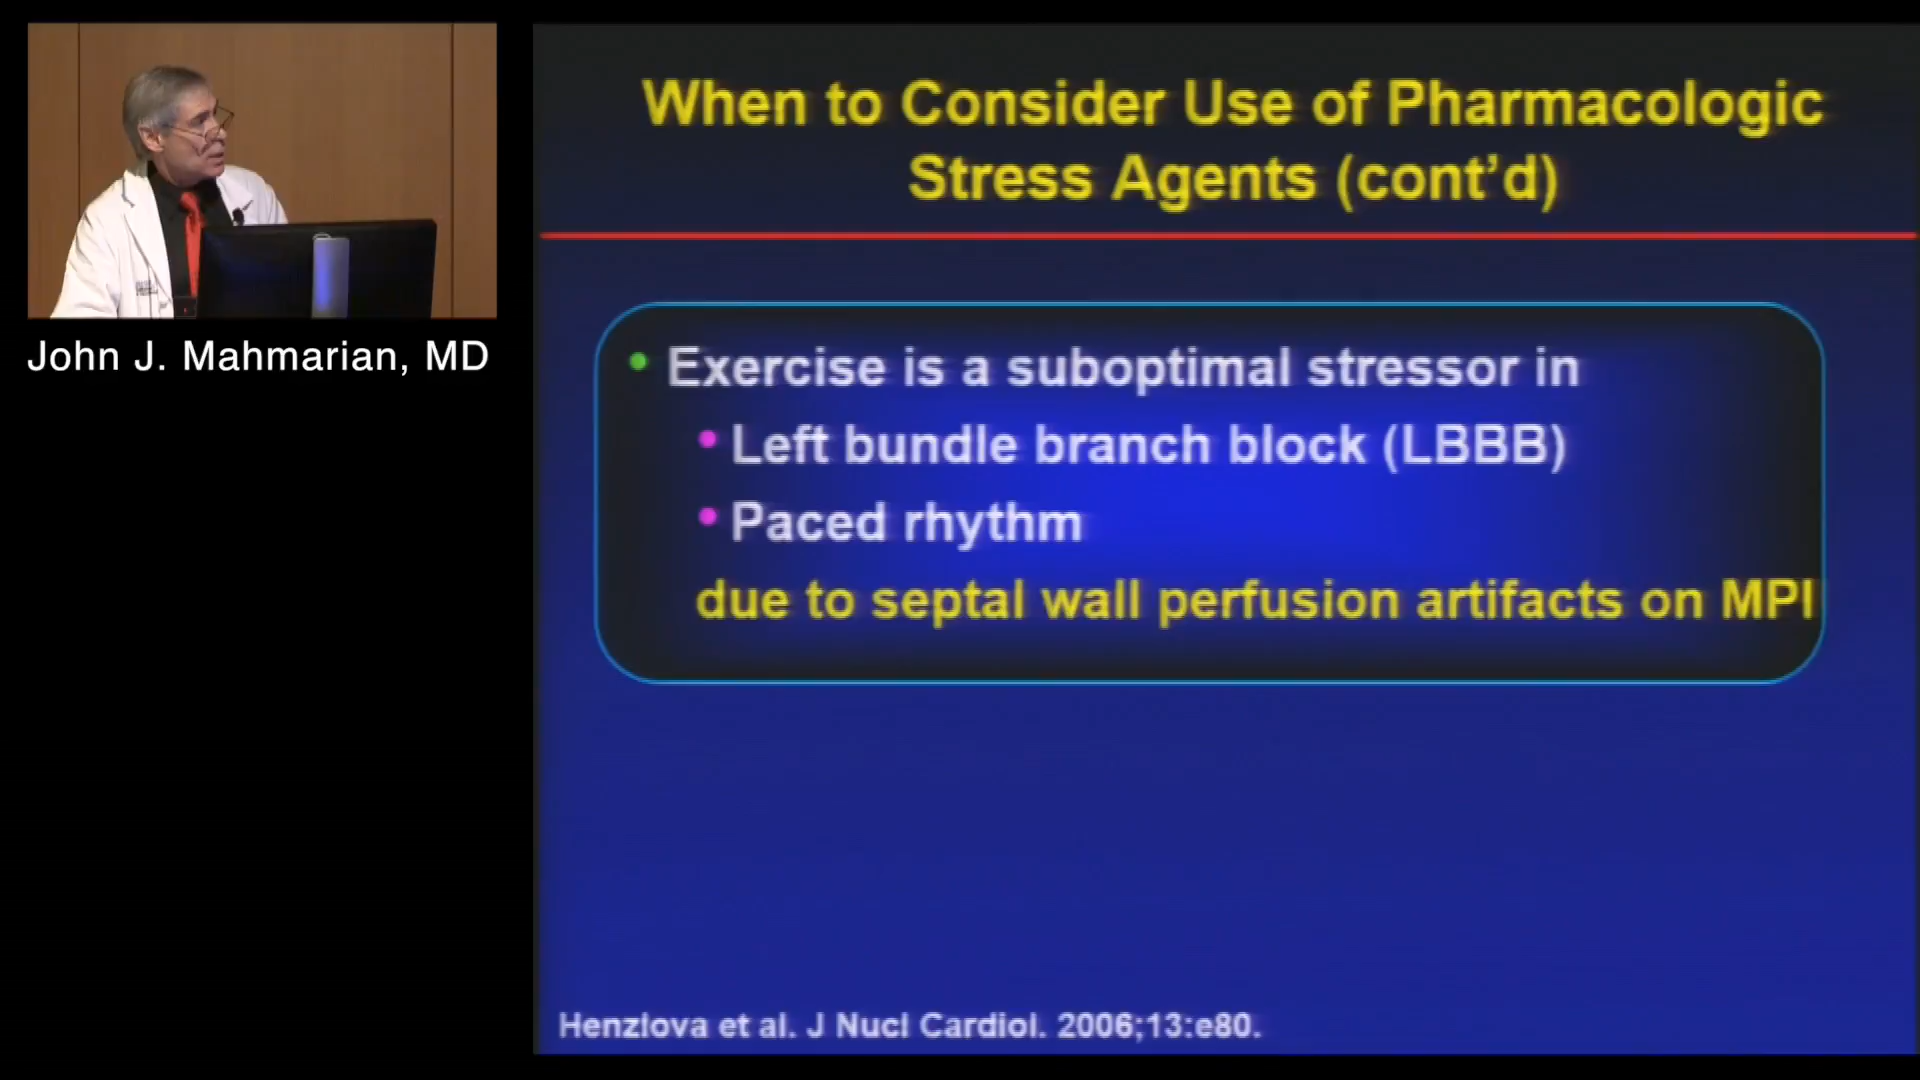 John J. Mahmarian, MD
When to Consider Use of Pharmacologic
Stress Agents (cont’d)
• Exercise is a suboptimal stressor in
• Left bundle branch block (LBBB)
• Paced rhythm
due to septal wall perfusion artifacts on MPI
Henzlova et al. J Nucl Cardiol. 2006;13:e80.